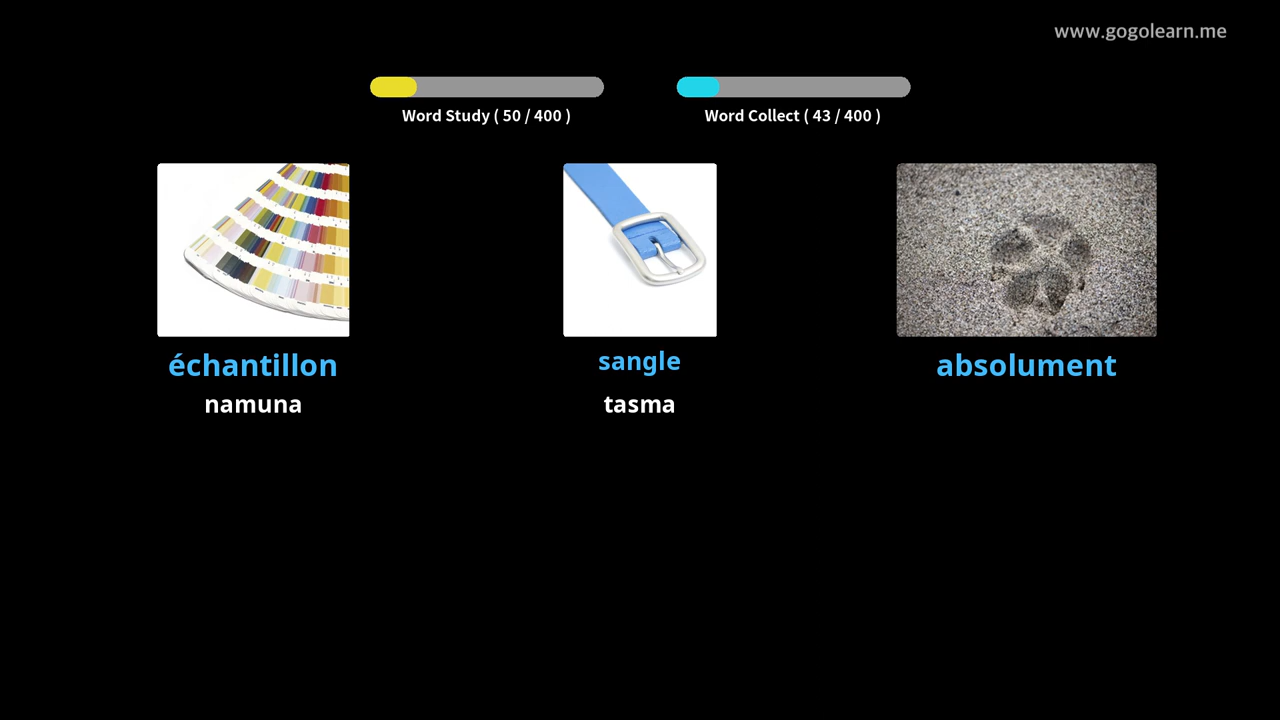 www.gogolearn.me
Word Study ( 50 / 400 )
Word Collect ( 43 / 400 )
échantillon
namuna
sangle
tasma
absolument